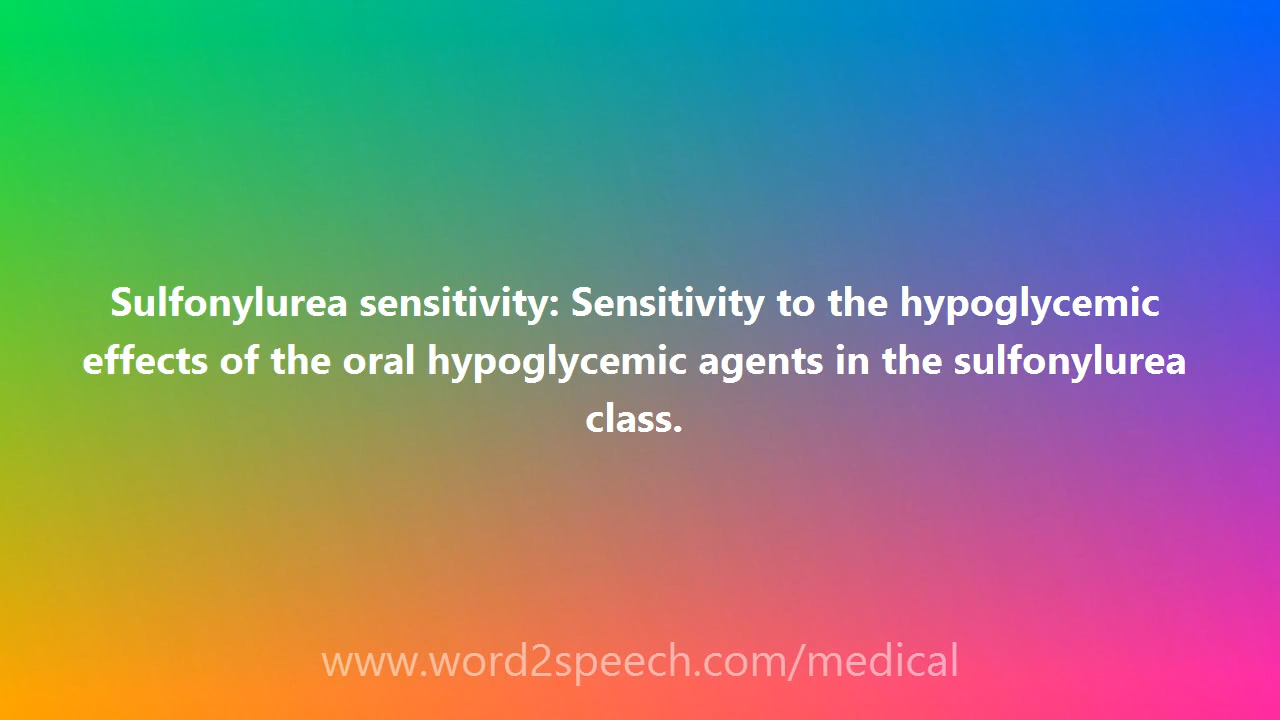 Sulfonylurea sensitivity: Sensitivity to the hypoglycemic
effects of the oral hypoglycemic agents in the sulfonylurea
class.
www.word2speech.com/medical